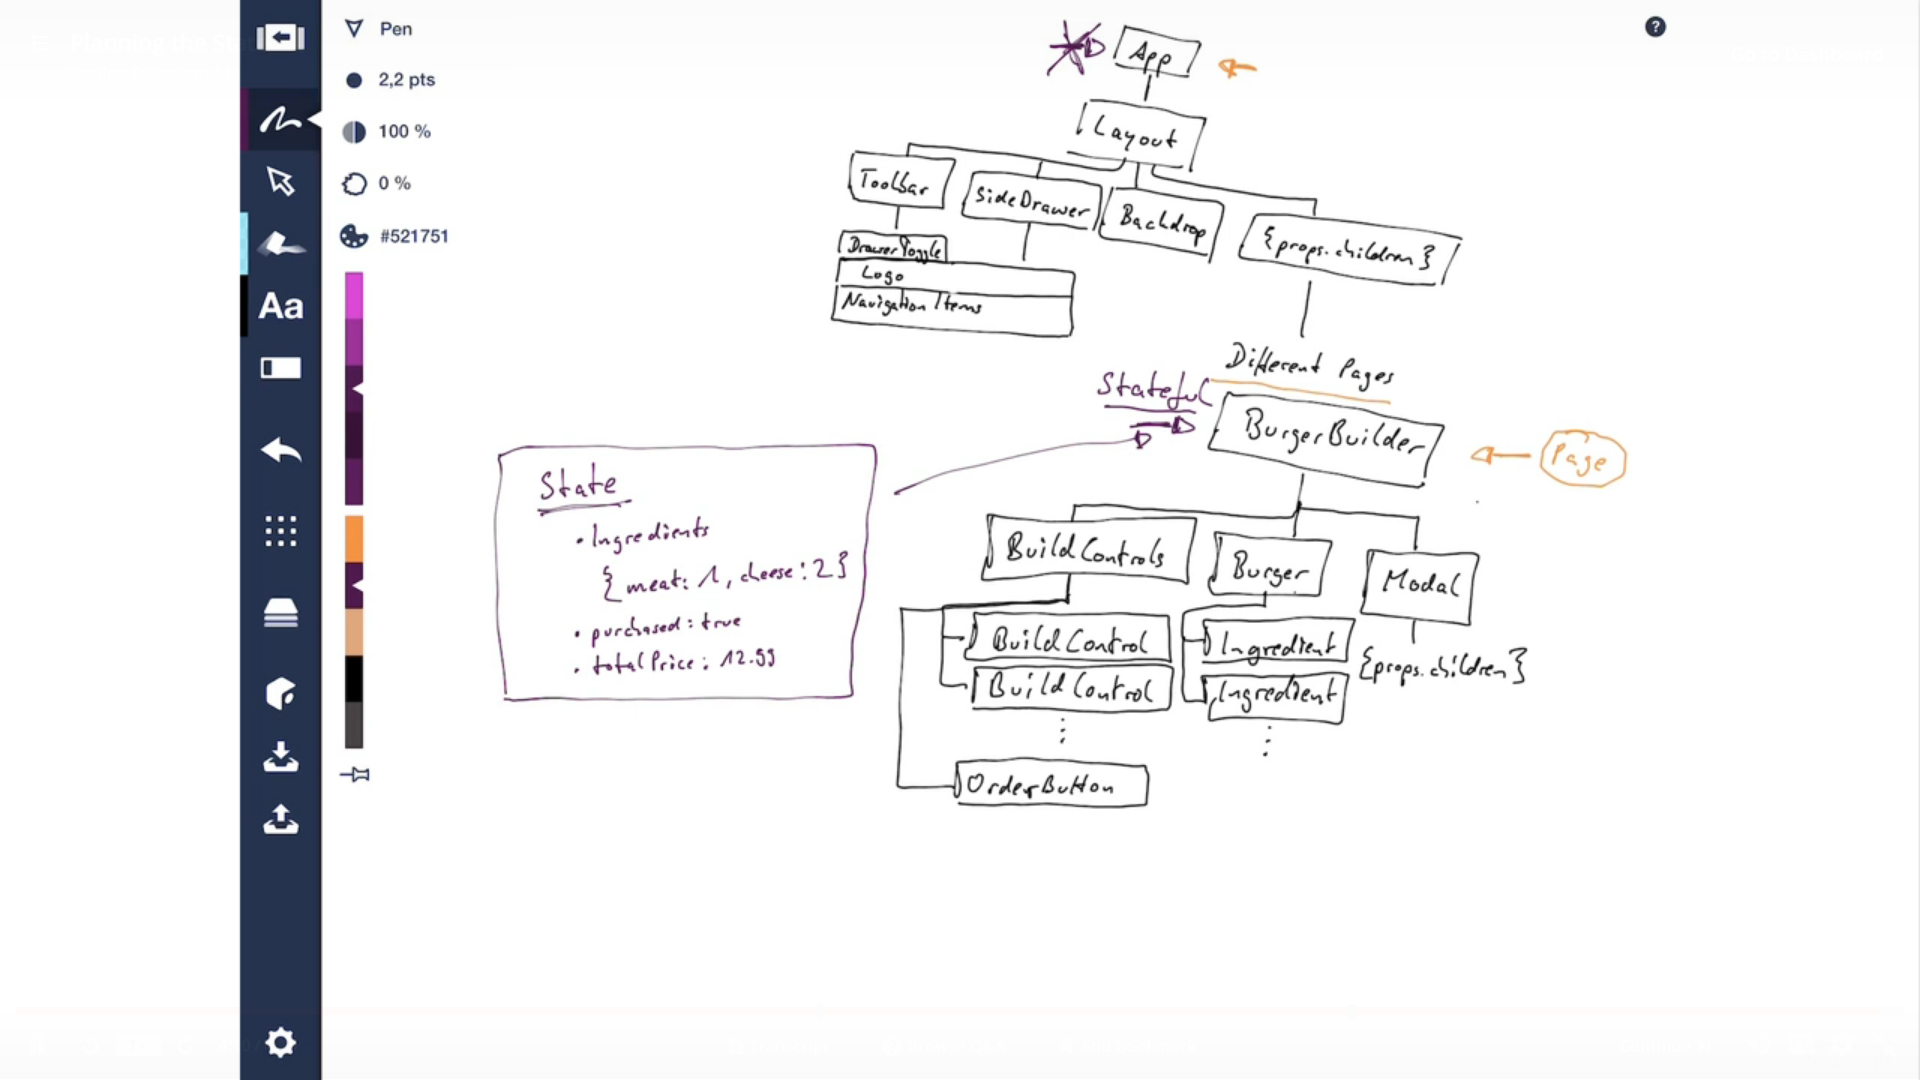 Pen
2,2 pts
100 %
0 %
#521751
Aa
?
App
Layout
Toolbar
SideDrawer
Backdrop
{props.children}
DrawerToggle
Logo
Navigation Items
Different Pages
Stateful
BurgerBuilder
Page
State
• Ingredients
{ meat: 1, cheese: 2 }
• purchased: true
• totalPrice: 12.99
BuildControls
Burger
Modal
BuildControl
BuildControl
⋮
Ingredient
Ingredient
⋮
{props.children}
OrderButton